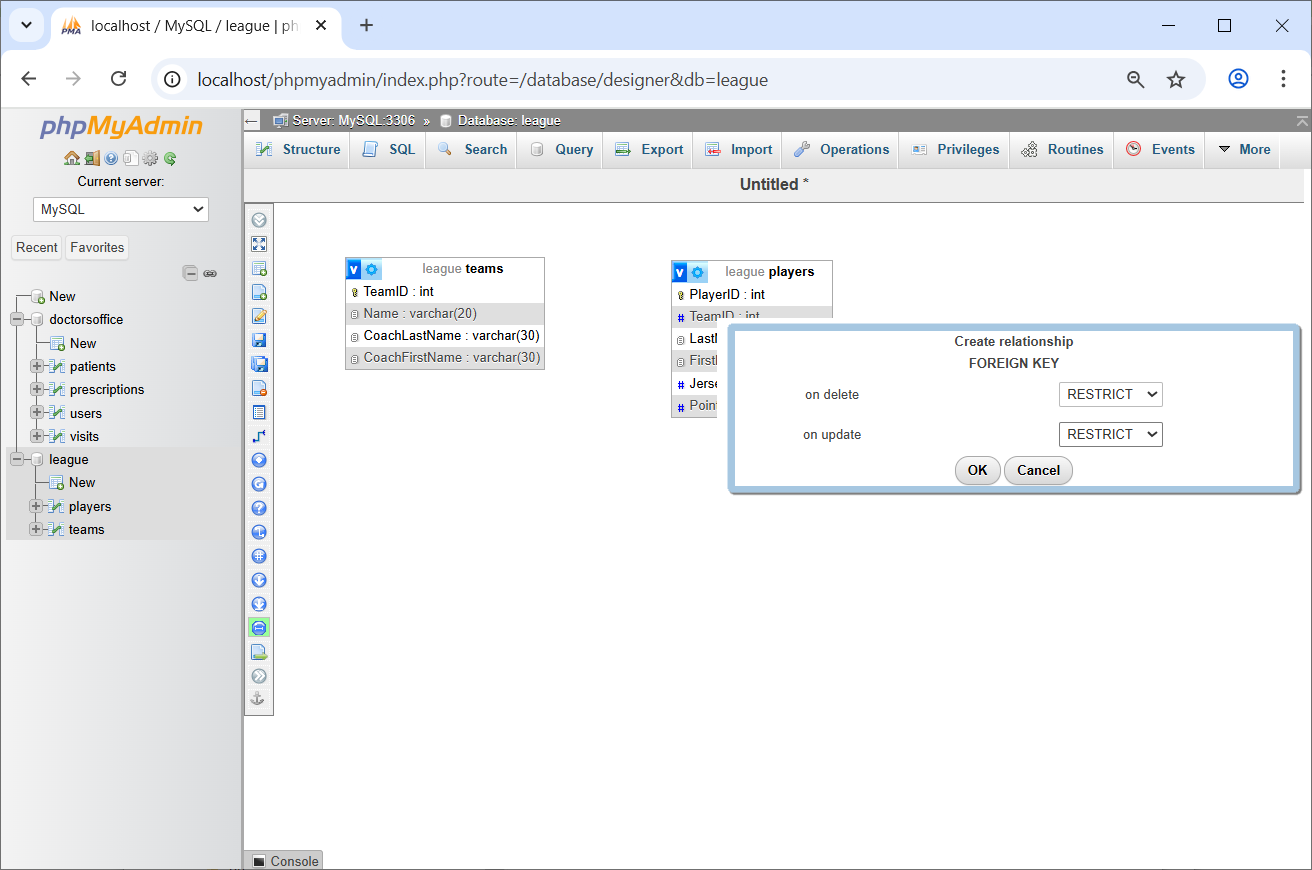 localhost / MySQL / league | ph
localhost/phpmyadmin/index.php?route=/database/designer&db=league
phpMyAdmin
Current server:
MySQL
Recent Favorites
New
doctorsoffice
New
patients
prescriptions
users
visits
league
New
players
teams
Server: MySQL:3306 » Database: league
Structure SQL Search Query Export Import Operations Privileges Routines Events More
Untitled *
v league teams
TeamID : int
Name : varchar(20)
CoachLastName : varchar(30)
CoachFirstName : varchar(30)
v league players
PlayerID : int
# TeamID : int
Last
First
# Jerse
# Point
Create relationship
FOREIGN KEY
on delete RESTRICT
on update RESTRICT
OK Cancel
Console